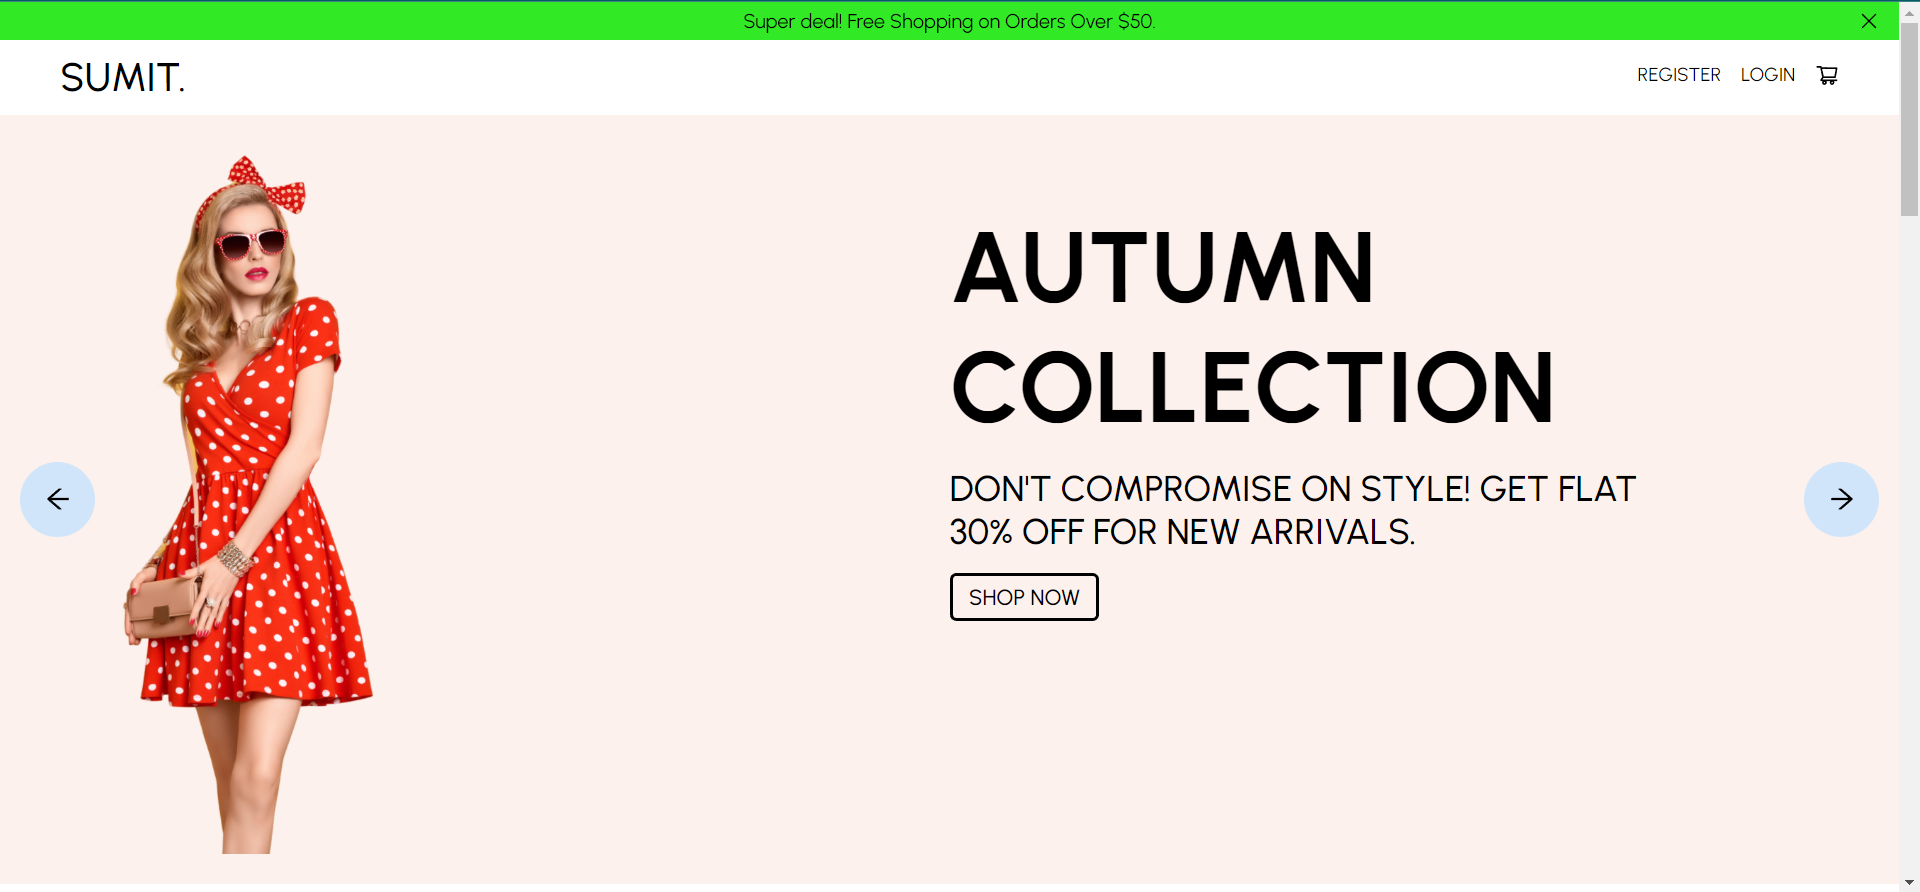 Super deal! Free Shopping on Orders Over $50.
SUMIT.
REGISTER LOGIN
AUTUMN
COLLECTION
DON'T COMPROMISE ON STYLE! GET FLAT
30% OFF FOR NEW ARRIVALS.
SHOP NOW